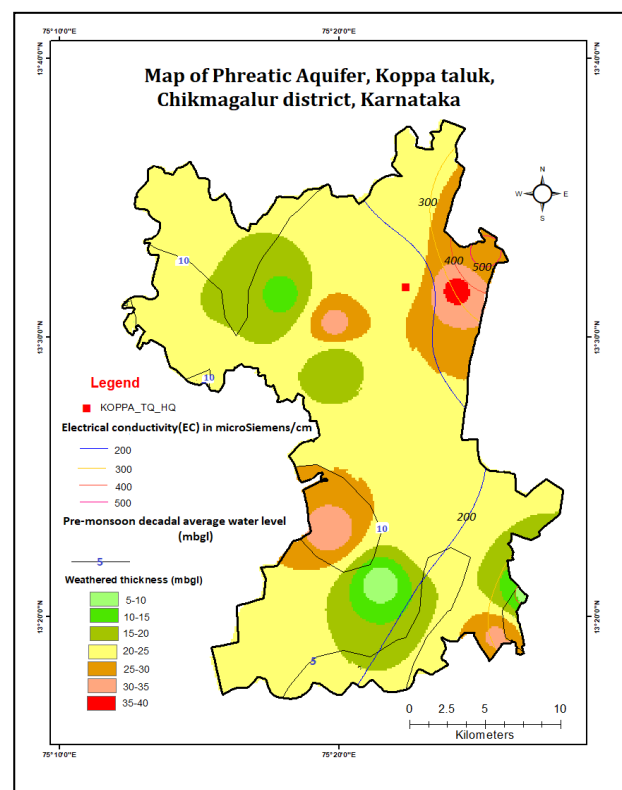 75°10'0"E
75°20'0"E
13°40'0"N
13°40'0"N
Map of Phreatic Aquifer, Koppa taluk,
Chikmagalur district, Karnataka
N
W E
S
300
400
500
10
13°30'0"N
13°30'0"N
10
Legend
KOPPA_TQ_HQ
Electrical conductivity(EC) in microSiemens/cm
200
300
400
500
200
10
Pre-monsoon decadal average water level
(mbgl)
5
Weathered thickness (mbgl)
5-10
10-15
15-20
20-25
25-30
30-35
35-40
13°20'0"N
13°20'0"N
5
0 2.5 5 10
Kilometers
75°10'0"E
75°20'0"E